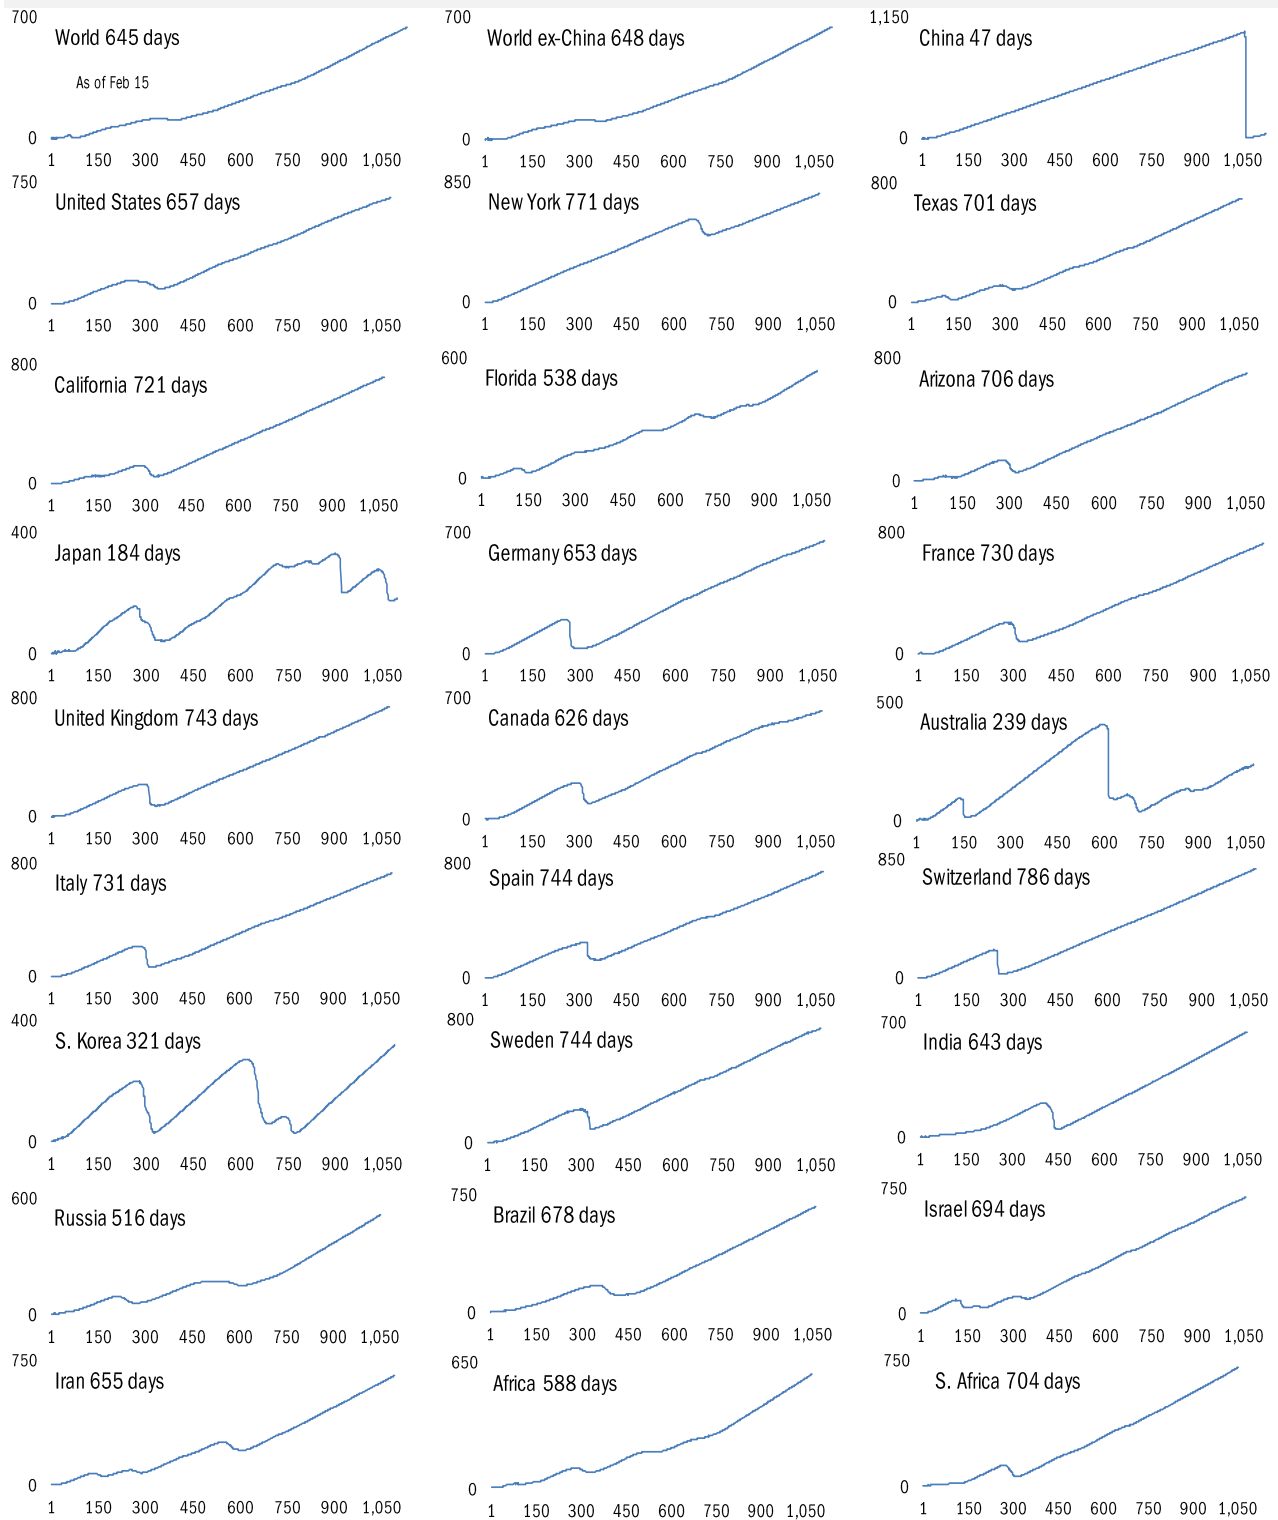 700
World 645 days
As of Feb 15
0
1 150 300 450 600 750 900 1,050
700
World ex-China 648 days
0
1 150 300 450 600 750 900 1,050
1,150
China 47 days
0
1 150 300 450 600 750 900 1,050
750
United States 657 days
0
1 150 300 450 600 750 900 1,050
850
New York 771 days
0
1 150 300 450 600 750 900 1,050
800
Texas 701 days
0
1 150 300 450 600 750 900 1,050
800
California 721 days
0
1 150 300 450 600 750 900 1,050
600
Florida 538 days
0
1 150 300 450 600 750 900 1,050
800
Arizona 706 days
0
1 150 300 450 600 750 900 1,050
400
Japan 184 days
0
1 150 300 450 600 750 900 1,050
700
Germany 653 days
0
1 150 300 450 600 750 900 1,050
800
France 730 days
0
1 150 300 450 600 750 900 1,050
800
United Kingdom 743 days
0
1 150 300 450 600 750 900 1,050
700
Canada 626 days
0
1 150 300 450 600 750 900 1,050
500
Australia 239 days
0
1 150 300 450 600 750 900 1,050
800
Italy 731 days
0
1 150 300 450 600 750 900 1,050
800
Spain 744 days
0
1 150 300 450 600 750 900 1,050
850
Switzerland 786 days
0
1 150 300 450 600 750 900 1,050
400
S. Korea 321 days
0
1 150 300 450 600 750 900 1,050
800
Sweden 744 days
0
1 150 300 450 600 750 900 1,050
700
India 643 days
0
1 150 300 450 600 750 900 1,050
600
Russia 516 days
0
1 150 300 450 600 750 900 1,050
750
Brazil 678 days
0
1 150 300 450 600 750 900 1,050
750
Israel 694 days
0
1 150 300 450 600 750 900 1,050
750
Iran 655 days
0
1 150 300 450 600 750 900 1,050
650
Africa 588 days
0
1 150 300 450 600 750 900 1,050
750
S. Africa 704 days
0
1 150 300 450 600 750 900 1,050